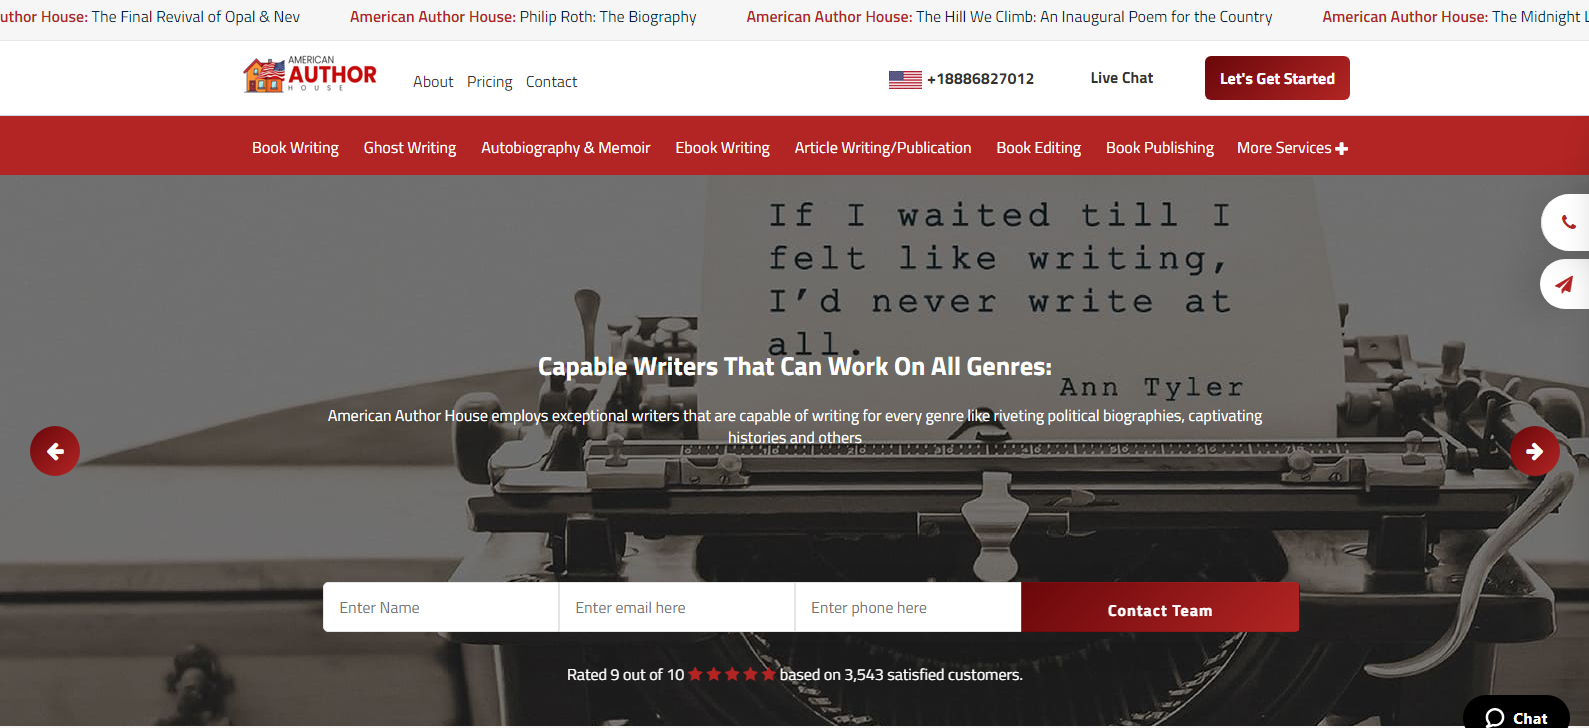 uthor House: The Final Revival of Opal & Nev
American Author House: Philip Roth: The Biography
American Author House: The Hill We Climb: An Inaugural Poem for the Country
American Author House: The Midnight L
AMERICAN
AUTHOR
HOUSE
About Pricing Contact
+18886827012
Live Chat
Let's Get Started
Book Writing Ghost Writing Autobiography & Memoir Ebook Writing Article Writing/Publication Book Editing Book Publishing More Services
If I waited till I
felt like writing,
I'd never write at
all.
Ann Tyler
Capable Writers That Can Work On All Genres:
American Author House employs exceptional writers that are capable of writing for every genre like riveting political biographies, captivating
histories and others
Enter Name
Enter email here
Enter phone here
Contact Team
Rated 9 out of 10 ★★★★★ based on 3,543 satisfied customers.
Chat